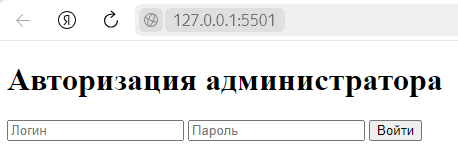 Я 127.0.0.1:5501
Авторизация администратора
Логин Пароль Войти